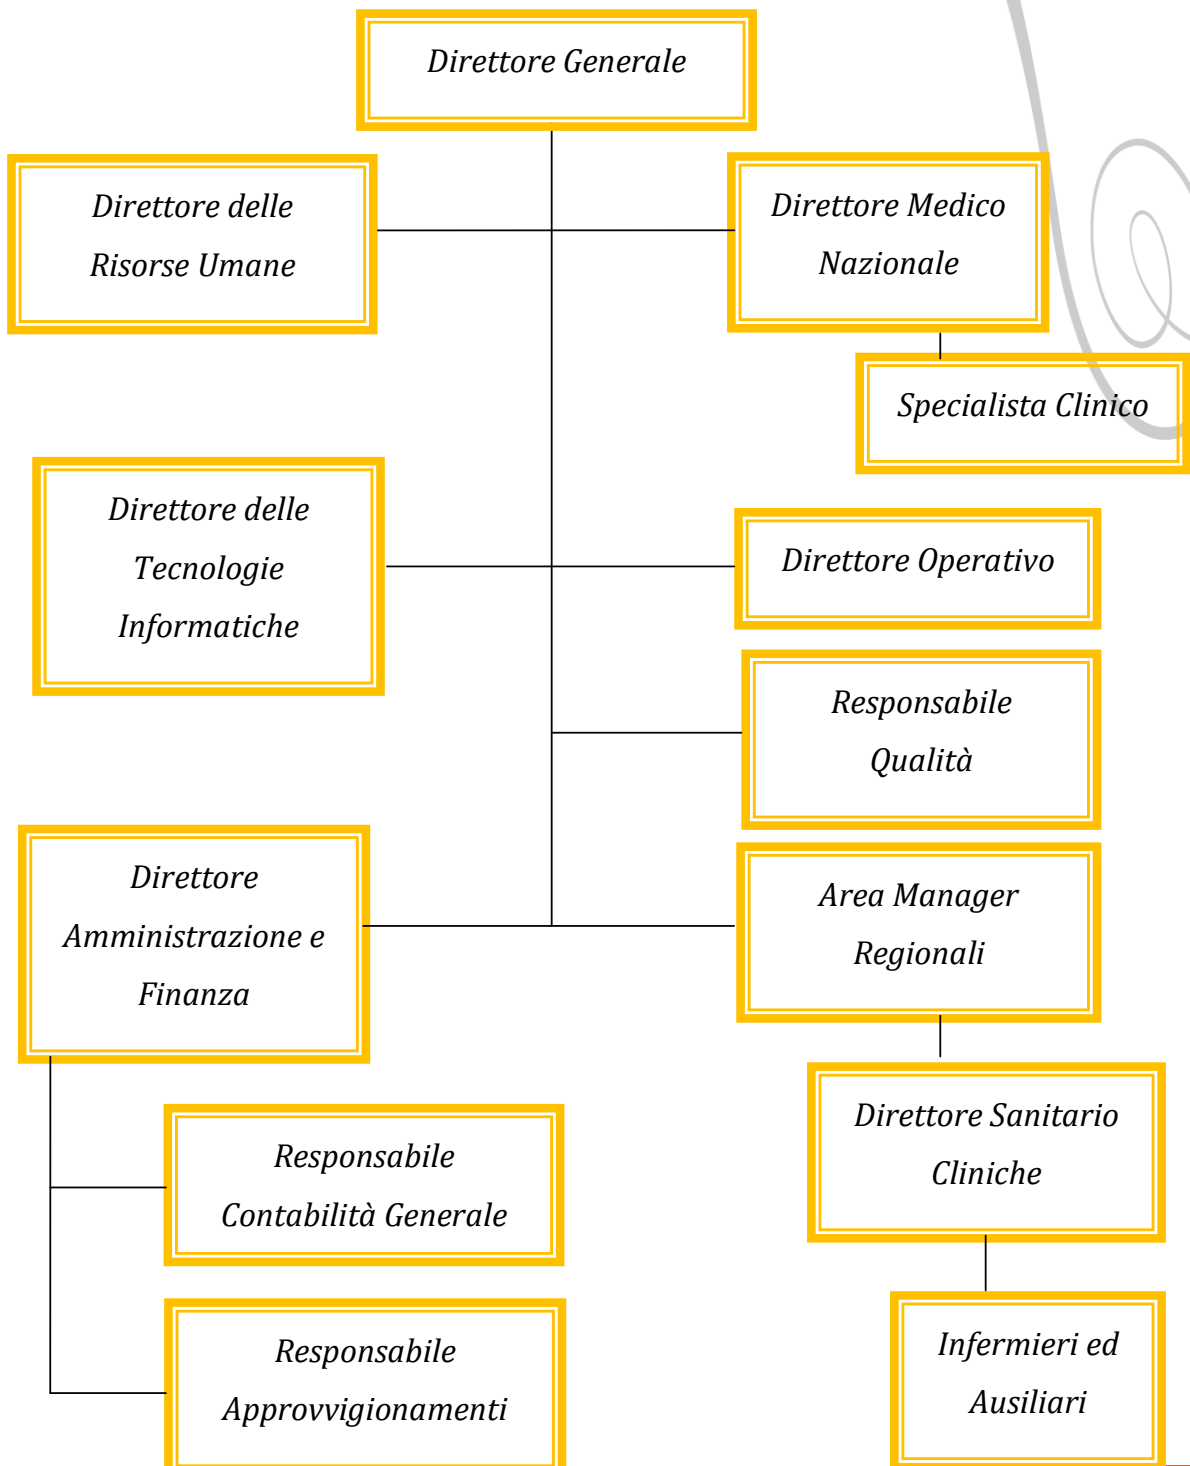 Direttore Generale
Direttore delle
Risorse Umane
Direttore Medico
Nazionale
Specialista Clinico
Direttore delle
Tecnologie
Informatiche
Direttore Operativo
Responsabile
Qualità
Direttore
Amministrazione e
Finanza
Area Manager
Regionali
Responsabile
Contabilità Generale
Direttore Sanitario
Cliniche
Responsabile
Approvvigionamenti
Infermieri ed
Ausiliari